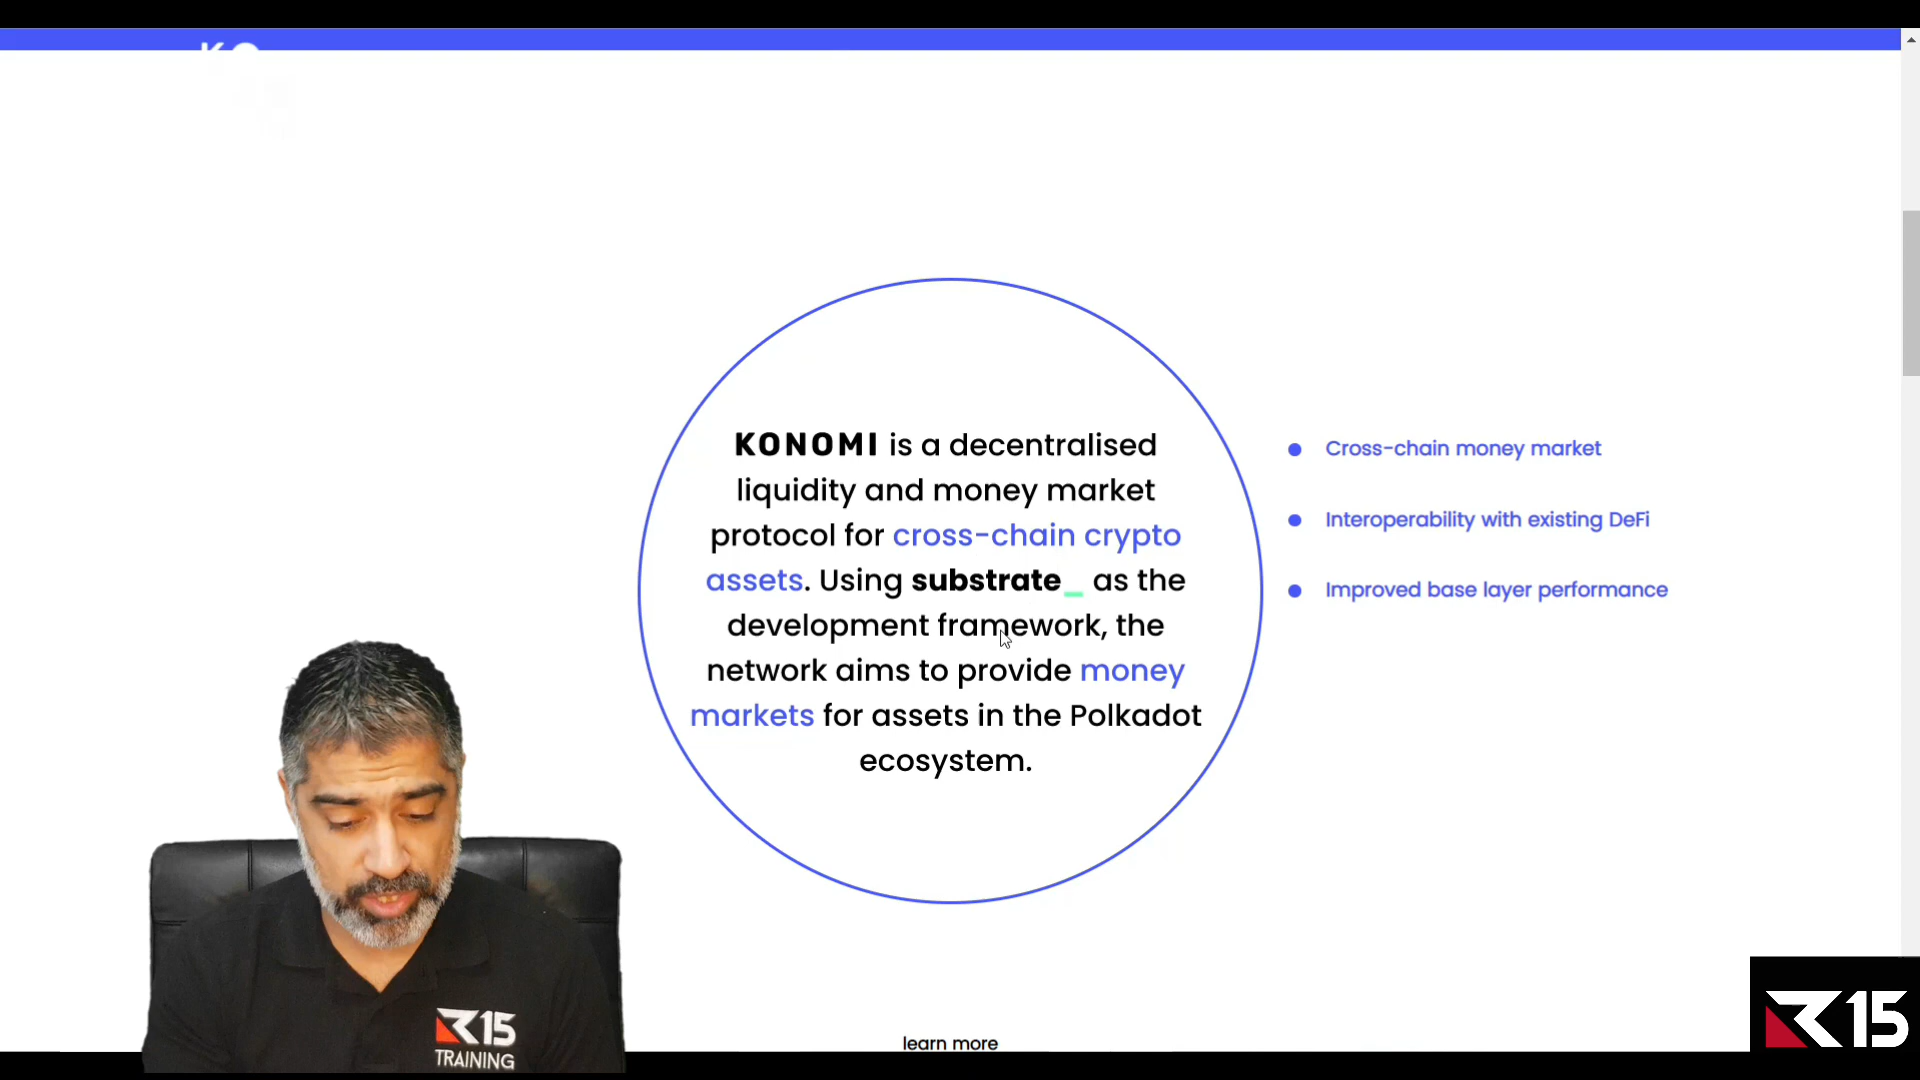 KONOMI is a decentralised
liquidity and money market
protocol for cross-chain crypto
assets. Using substrate_ as the
development framework, the
network aims to provide money
markets for assets in the Polkadot
ecosystem.
Cross-chain money market
Interoperability with existing DeFi
Improved base layer performance
learn more
R15
TRAINING
R15